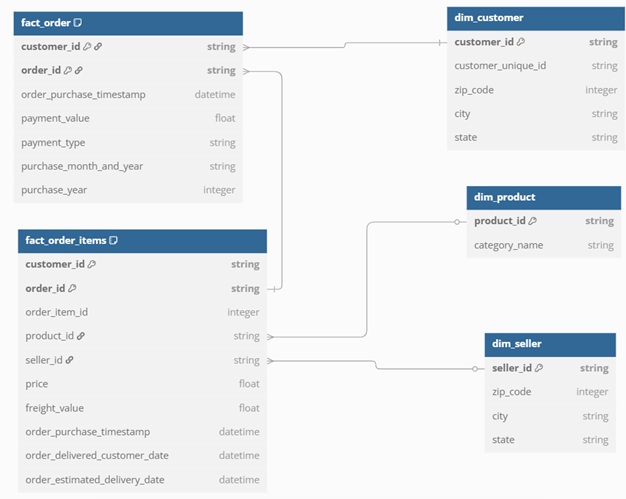 fact_order
customer_id string
order_id string
order_purchase_timestamp datetime
payment_value float
payment_type string
purchase_month_and_year string
purchase_year integer
dim_customer
customer_id string
customer_unique_id string
zip_code integer
city string
state string
dim_product
product_id string
category_name string
fact_order_items
customer_id string
order_id string
order_item_id integer
product_id string
seller_id string
price float
freight_value float
order_purchase_timestamp datetime
order_delivered_customer_date datetime
order_estimated_delivery_date datetime
dim_seller
seller_id string
zip_code integer
city string
state string